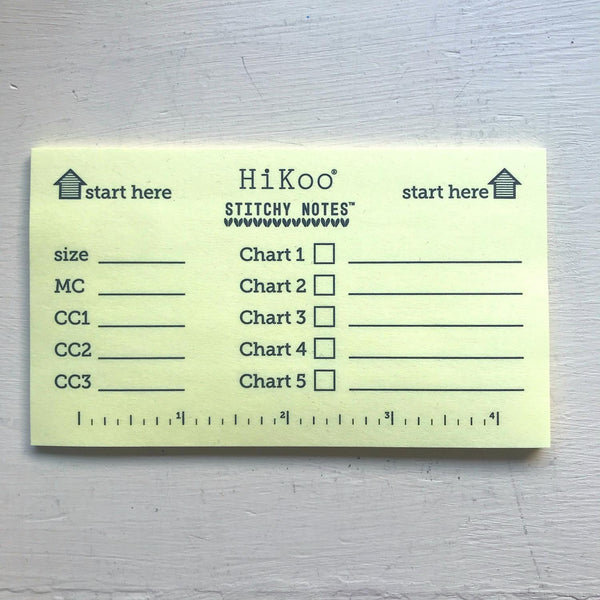 start here HiKoo® start here
STITCHY NOTES™
size Chart 1
MC Chart 2
CC1 Chart 3
CC2 Chart 4
CC3 Chart 5
1 2 3 4